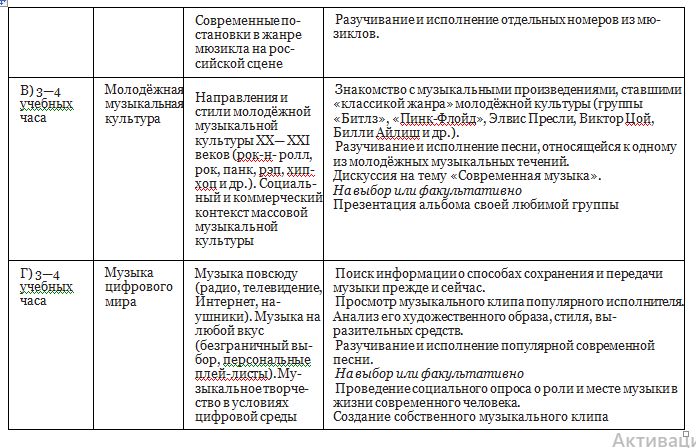 Современные по-
становки в жанре
мюзикла на рос-
сийской сцене
Разучивание и исполнение отдельных номеров из мю-
зиклов.
В) 3—4
учебных
часа
Молодёжная
музыкальная
культура
Направления и
стили молодёжной
музыкальной
культуры XX— XXI
веков (рок-н- ролл,
рок, панк, рэп, хип-
хоп и др.). Социаль-
ный и коммерческий
контекст массовой
музыкальной
культуры
Знакомство с музыкальными произведениями, ставшими
«классикой жанра» молодёжной культуры (группы
«Битлз», «Пинк-Флойд», Элвис Пресли, Виктор Цой,
Билли Айлиш и др.).
Разучивание и исполнение песни, относящейся к одному
из молодёжных музыкальных течений.
Дискуссия на тему «Современная музыка».
На выбор или факультативно
Презентация альбома своей любимой группы
Г) 3—4
учебных
часа
Музыка
цифрового
мира
Музыка повсюду
(радио, телевидение,
Интернет, на-
ушники). Музыка на
любой вкус
(безграничный вы-
бор, персональные
плей-листы). Му-
зыкальное творче-
ство в условиях
цифровой среды
Поиск информации о способах сохранения и передачи
музыки прежде и сейчас.
Просмотр музыкального клипа популярного исполнителя.
Анализ его художественного образа, стиля, вы-
разительных средств.
Разучивание и исполнение популярной современной
песни.
На выбор или факультативно
Проведение социального опроса о роли и месте музыки в
жизни современного человека.
Создание собственного музыкального клипа
Активаци